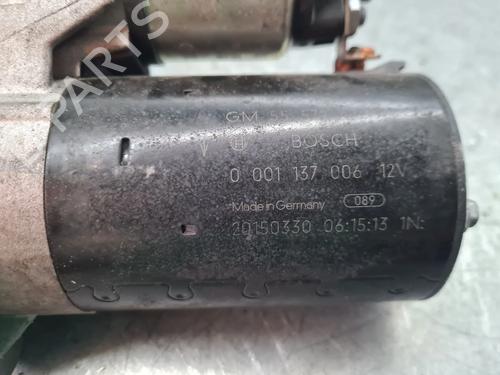 PARTS
GM
BOSCH
0 001 137 006 12V
Made in Germany 089
20150330 06:15:13 1N